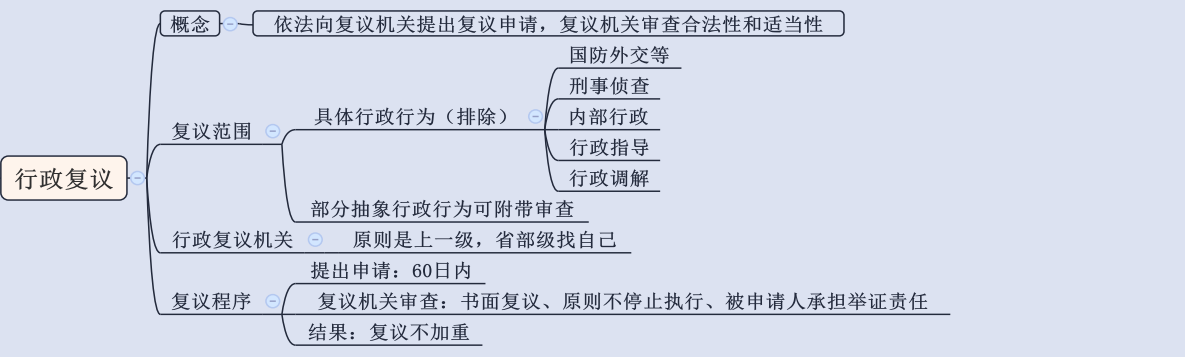 概念
依法向复议机关提出复议申请，复议机关审查合法性和适当性
国防外交等
刑事侦查
具体行政行为（排除）
内部行政
复议范围
行政指导
行政复议
行政调解
部分抽象行政行为可附带审查
行政复议机关
原则是上一级，省部级找自己
提出申请：60日内
复议程序
复议机关审查：书面复议、原则不停止执行、被申请人承担举证责任
结果：复议不加重